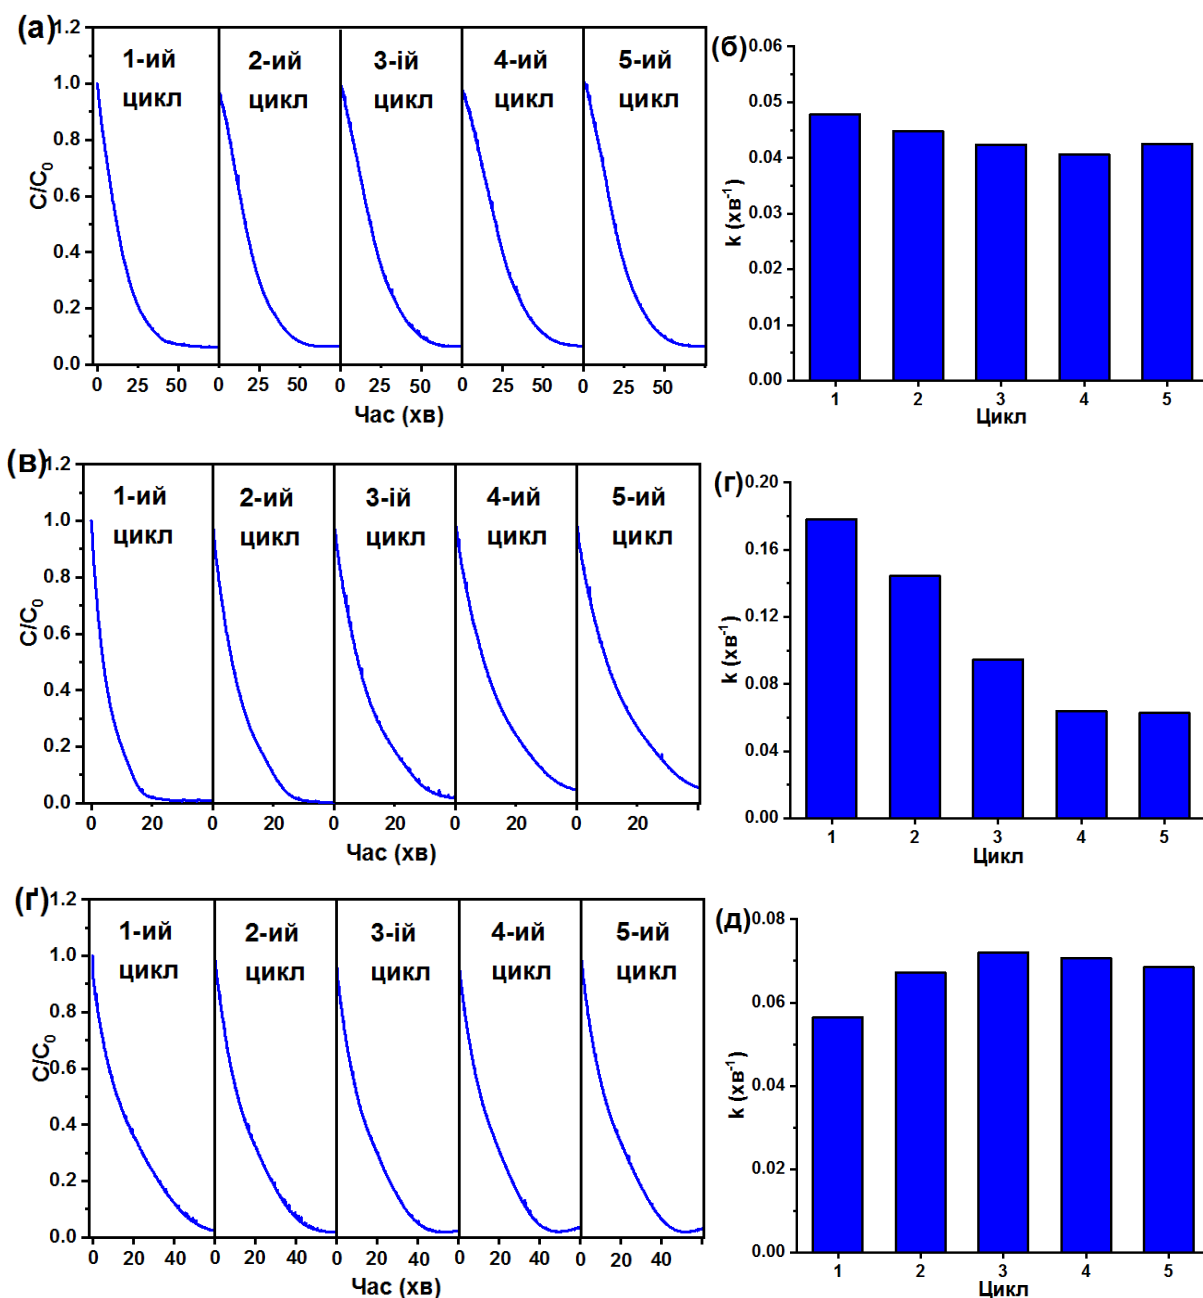 (а)
1.2
1.0
0.8
0.6
0.4
0.2
0.0
C/C0
1-ий
цикл
2-ий
цикл
3-ій
цикл
4-ий
цикл
5-ий
цикл
0 25 50 0 25 50 0 25 50 0 25 50 0 25 50
Час (хв)
(б)
0.06
0.05
0.04
0.03
0.02
0.01
0.00
k (хв-1)
1 2 3 4 5
Цикл
(в)
1.2
1.0
0.8
0.6
0.4
0.2
0.0
C/C0
1-ий
цикл
2-ий
цикл
3-ій
цикл
4-ий
цикл
5-ий
цикл
0 20 0 20 0 20 0 20 0 20
Час (хв)
(г)
0.20
0.16
0.12
0.08
0.04
0.00
k (хв-1)
1 2 3 4 5
Цикл
(ґ)
1.2
1.0
0.8
0.6
0.4
0.2
0.0
C/C0
1-ий
цикл
2-ий
цикл
3-ій
цикл
4-ий
цикл
5-ий
цикл
0 20 40 0 20 40 0 20 40 0 20 40 0 20 40
Час (хв)
(д)
0.08
0.06
0.04
0.02
0.00
k (хв-1)
1 2 3 4 5
Цикл